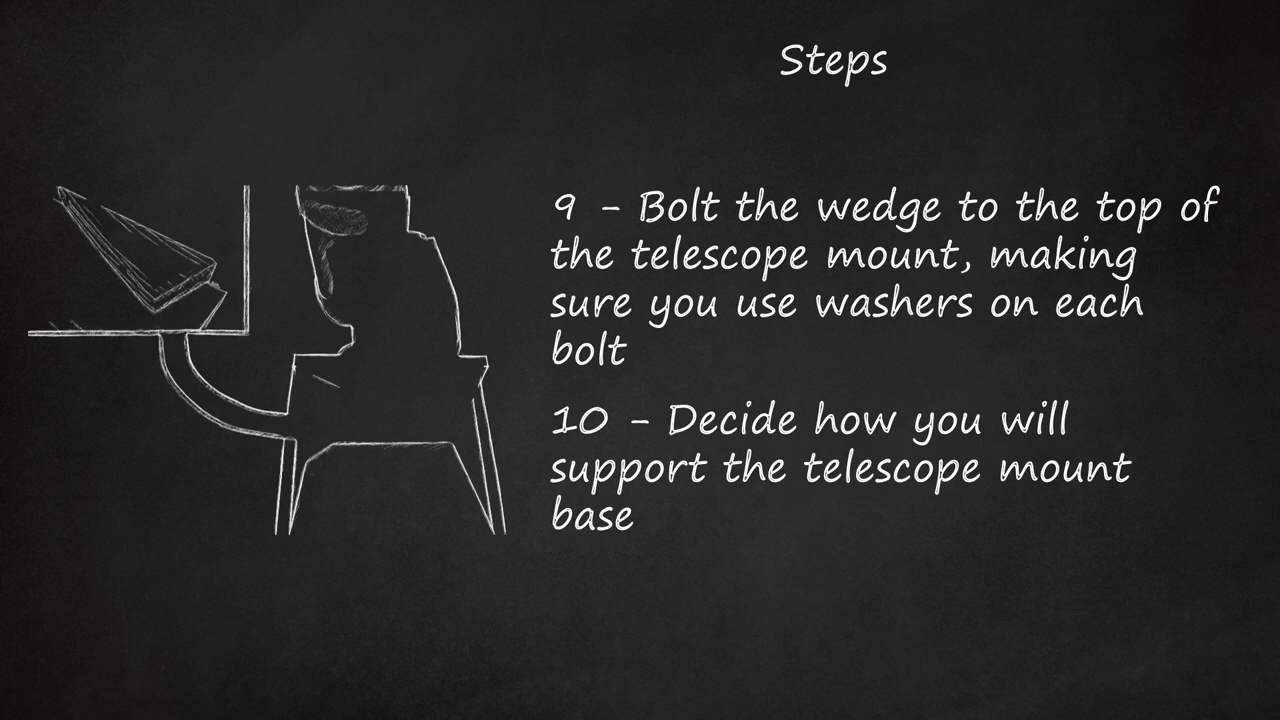 Steps
9 - Bolt the wedge to the top of
the telescope mount, making
sure you use washers on each
bolt
10 - Decide how you will
support the telescope mount
base